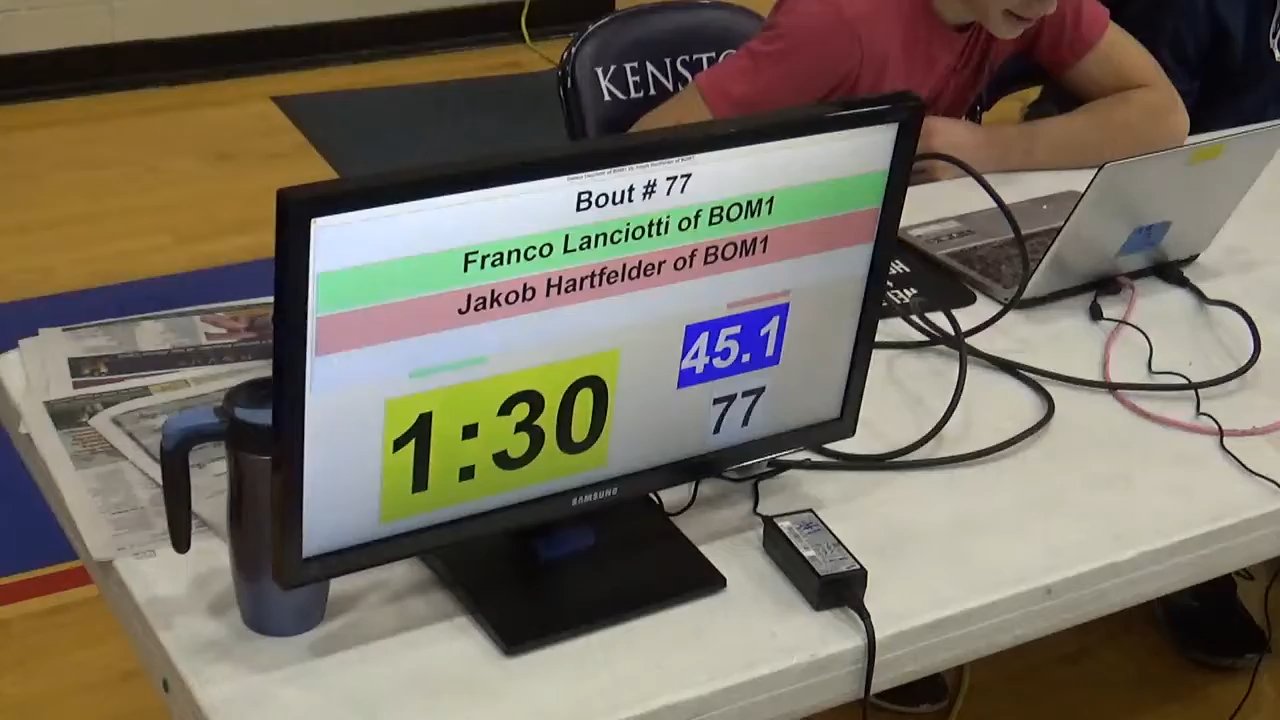 KENSTO
Bout # 77
Franco Lanciotti of BOM1
Jakob Hartfelder of BOM1
45.1
1:30
77
SAMSUNG